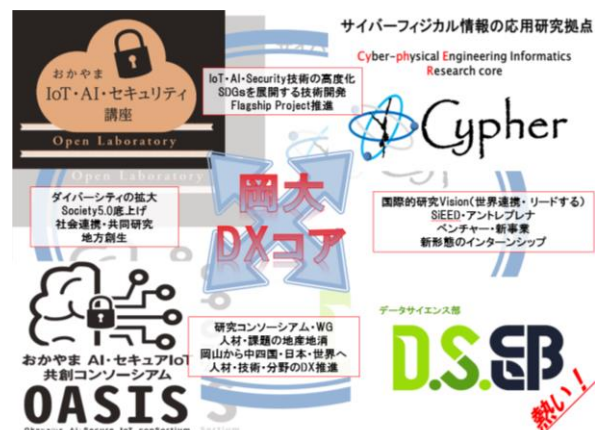 おかやま
IoT・AI・セキュリティ
講座
Open Laboratory
サイバーフィジカル情報の応用研究拠点
Cyber-physical Engineering Informatics
Research core
Cypher
IoT・AI・Security技術の高度化
SDGsを展開する技術開発
Flagship Project推進
ダイバーシティの拡大
Society5.0底上げ
社会連携・共同研究
地方創生
岡大
DXコア
国際的研究Vision(世界連携・リードする)
SiEED・アントレプレナ
ベンチャー・新事業
新形態のインターンシップ
研究コンソーシアム・WG
人材・課題の地産地消
岡山から中四国・日本・世界へ
人材・技術・分野のDX推進
おかやま AI・セキュアIoT
共創コンソーシアム
OASIS
データサイエンス部
D.S.部
熱い！